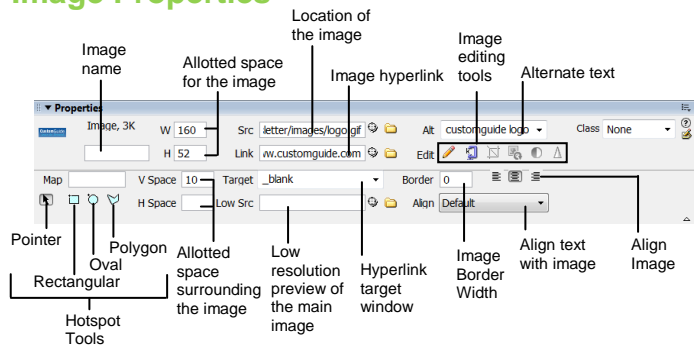 Image Properties
Location of
the image
Image
name
Allotted space
for the image
Image hyperlink
Image
editing
tools
Alternate text
Properties
Image, 3K
W 160
Src letter/images/logo.gif
Alt customguide logo
Class None
H 52
Link vw.customguide.com
Edit
Map
V Space 10
Target _blank
Border 0
H Space
Low Src
Align Default
Pointer
Rectangular
Oval
Polygon
Hotspot
Tools
Allotted
space
surrounding
the image
Low
resolution
preview of
the main
image
Hyperlink
target
window
Image
Border
Width
Align text
with image
Align
Image